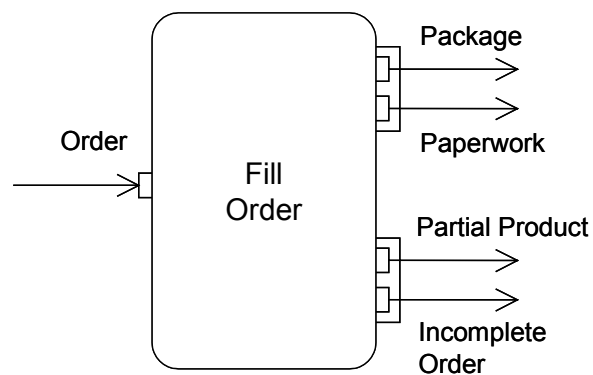 Package
Order
Paperwork
Fill
Order
Partial Product
Incomplete
Order